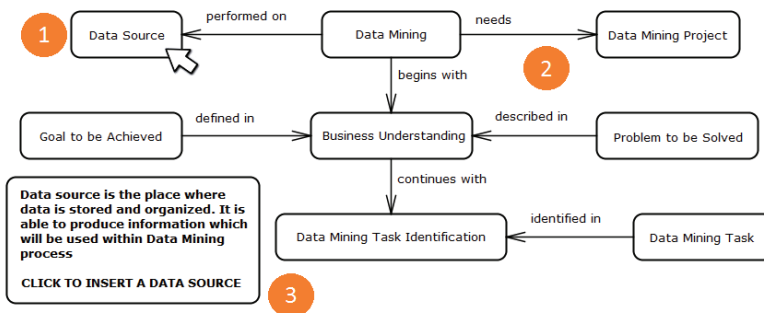 1
Data Source
performed on
Data Mining
needs
2
Data Mining Project
begins with
Goal to be Achieved
defined in
Business Understanding
described in
Problem to be Solved
continues with
Data source is the place where
data is stored and organized. It is
able to produce information which
will be used within Data Mining
process
CLICK TO INSERT A DATA SOURCE
3
Data Mining Task Identification
identified in
Data Mining Task